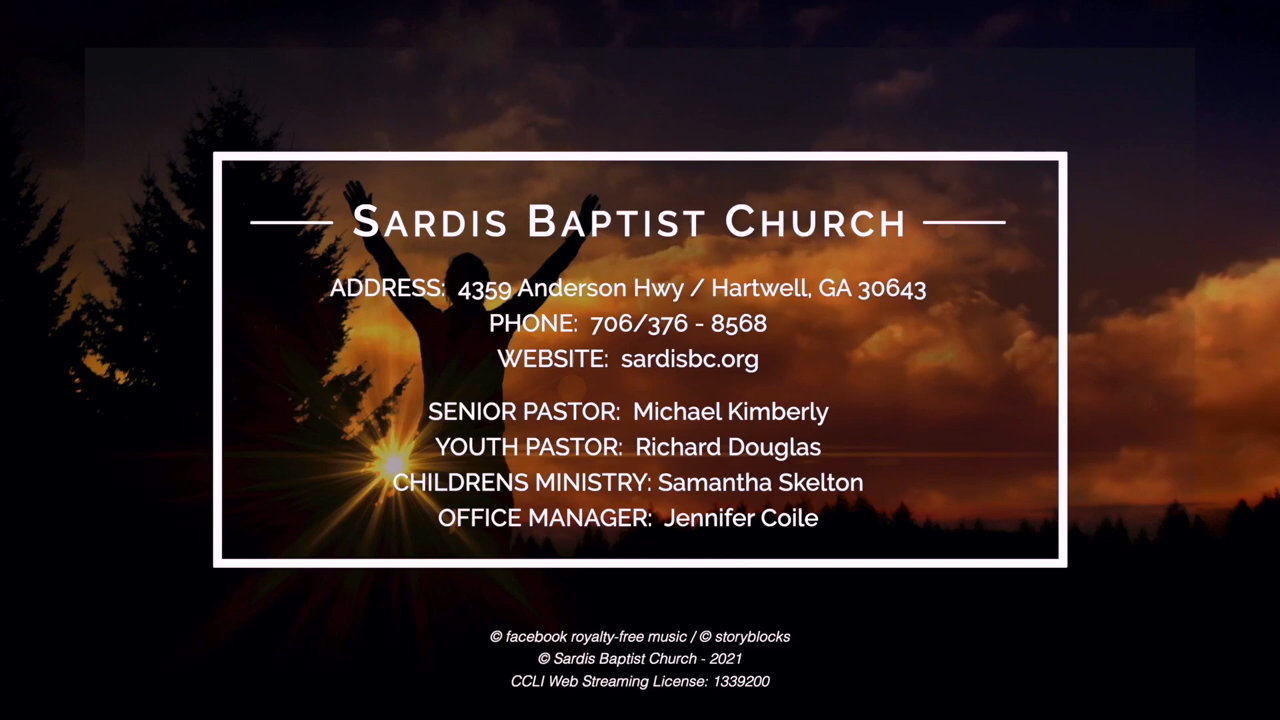 SARDIS BAPTIST CHURCH
ADDRESS: 4359 Anderson Hwy / Hartwell, GA 30643
PHONE: 706/376 - 8568
WEBSITE: sardisbc.org
SENIOR PASTOR: Michael Kimberly
YOUTH PASTOR: Richard Douglas
CHILDRENS MINISTRY: Samantha Skelton
OFFICE MANAGER: Jennifer Coile
© facebook royalty-free music / © storyblocks
© Sardis Baptist Church - 2021
CCLI Web Streaming License: 1339200